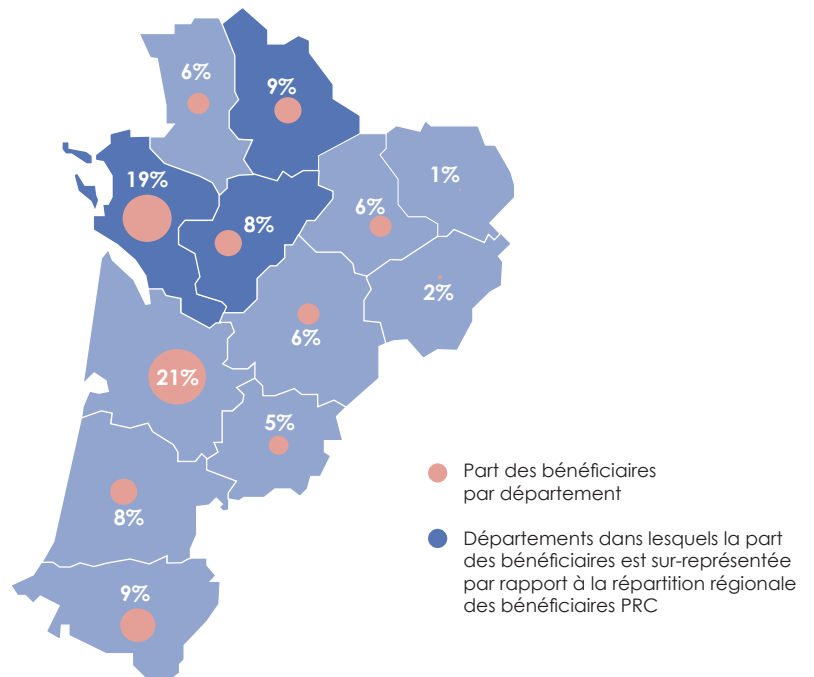 6%
9%
19%
1%
6%
8%
2%
6%
21%
5%
8%
9%
Part des bénéficiaires
par département
Départements dans lesquels la part
des bénéficiaires est sur-représentée
par rapport à la répartition régionale
des bénéficiaires PRC